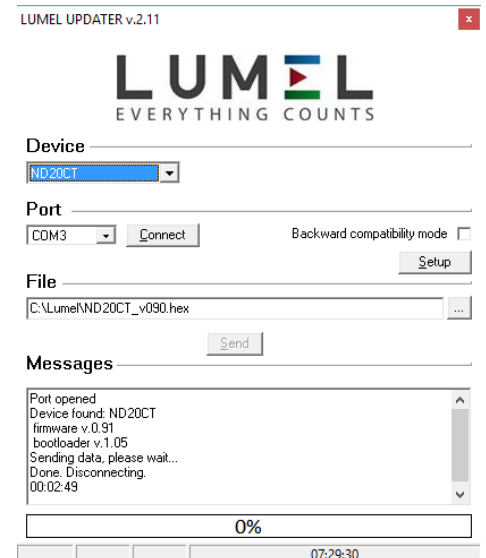 LUMEL UPDATER v.2.11
x
LUMEL
EVERYTHING COUNTS
Device
ND20CT
Port
COM3 Connect Backward compatibility mode
Setup
File
C:\Lumel\ND20CT_v090.hex ...
Send
Messages
Port opened
Device found: ND20CT
firmware v.0.91
bootloader v.1.05
Sending data, please wait...
Done. Disconnecting.
00:02:49
0%
07:29:30